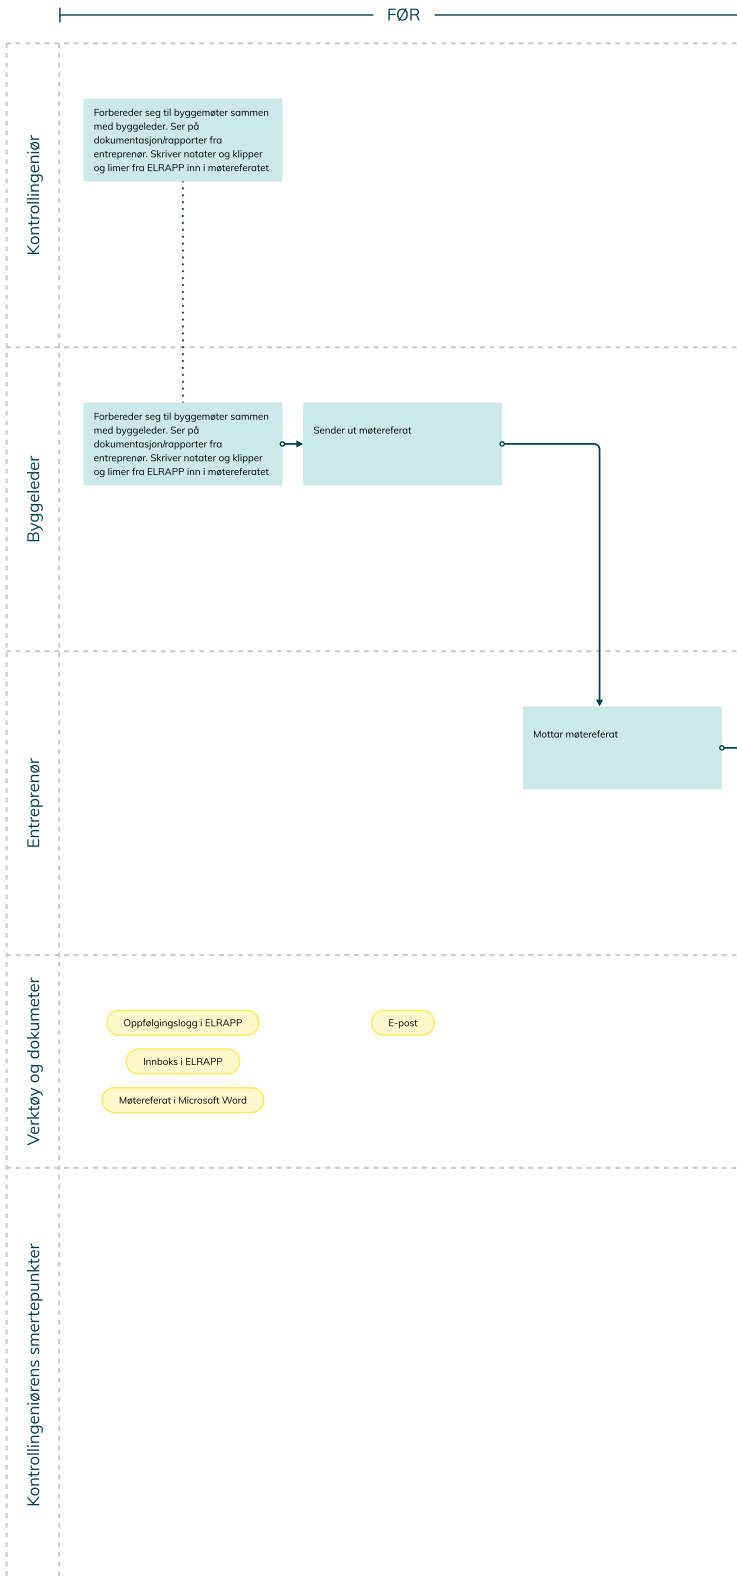 FØR
Kontrollingeniør
Forbereder seg til byggemøter sammen
med byggeleder. Ser på
dokumentasjon/rapporter fra
entreprenør. Skriver notater og klipper
og limer fra ELRAPP inn i møtereferatet
Byggeleder
Forbereder seg til byggemøter sammen
med byggeleder. Ser på
dokumentasjon/rapporter fra
entreprenør. Skriver notater og klipper
og limer fra ELRAPP inn i møtereferatet
Sender ut møtereferat
Entreprenør
Mottar møtereferat
Verktøy og dokumeter
Oppfølgingslogg i ELRAPP
E-post
Innboks i ELRAPP
Møtereferat i Microsoft Word
Kontrollingeniørens smertepunkter